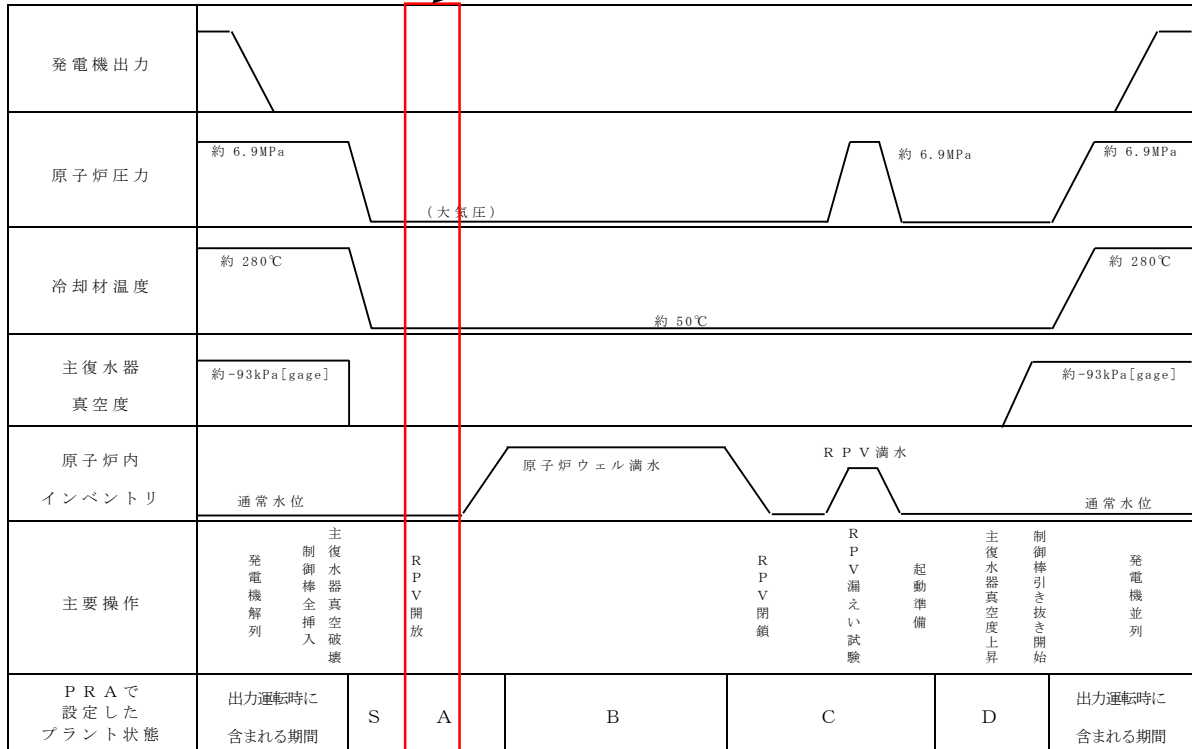 発電機出力
原子炉圧力
約 6.9MPa
(大気圧)
約 6.9MPa
約 6.9MPa
冷却材温度
約 280℃
約 50℃
約 280℃
主復水器
真空度
約-93kPa[gage]
約-93kPa[gage]
原子炉内
インベントリ
通常水位
原子炉ウェル満水
RPV満水
通常水位
主要操作
発電機解列
制御棒全挿入
主復水器真空破壊
RPV開放
RPV閉鎖
RPV漏えい試験
起動準備
主復水器真空度上昇
制御棒引き抜き開始
発電機並列
PRAで
設定した
プラント状態
出力運転時に
含まれる期間
S
A
B
C
D
出力運転時に
含まれる期間